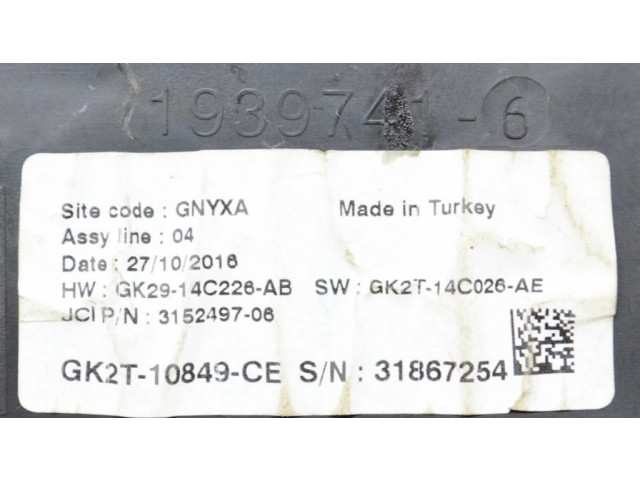 1939741-6
Site code : GNYXA Made in Turkey
Assy line : 04
Date : 27/10/2016
HW : GK29-14C226-AB SW : GK2T-14C026-AE
JCI P/N : 3152497-06
GK2T-10849-CE S/N : 31867254